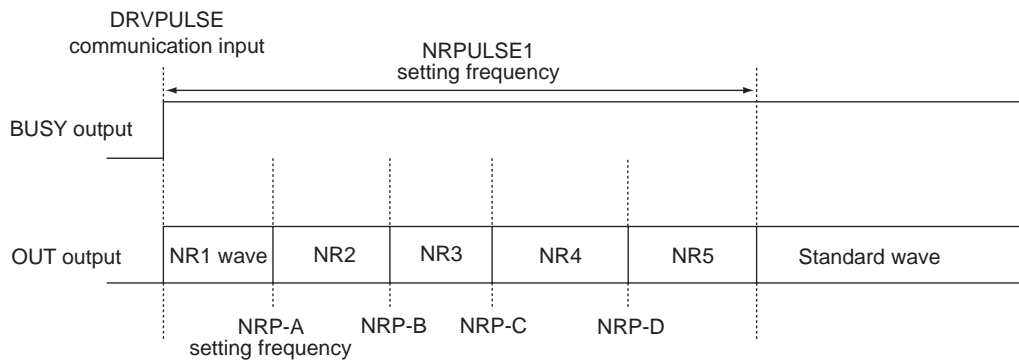 DRVPULSE
communication input
NRPULSE1
setting frequency
BUSY output
OUT output
NR1 wave
NR2
NR3
NR4
NR5
Standard wave
NRP-A
setting frequency
NRP-B
NRP-C
NRP-D